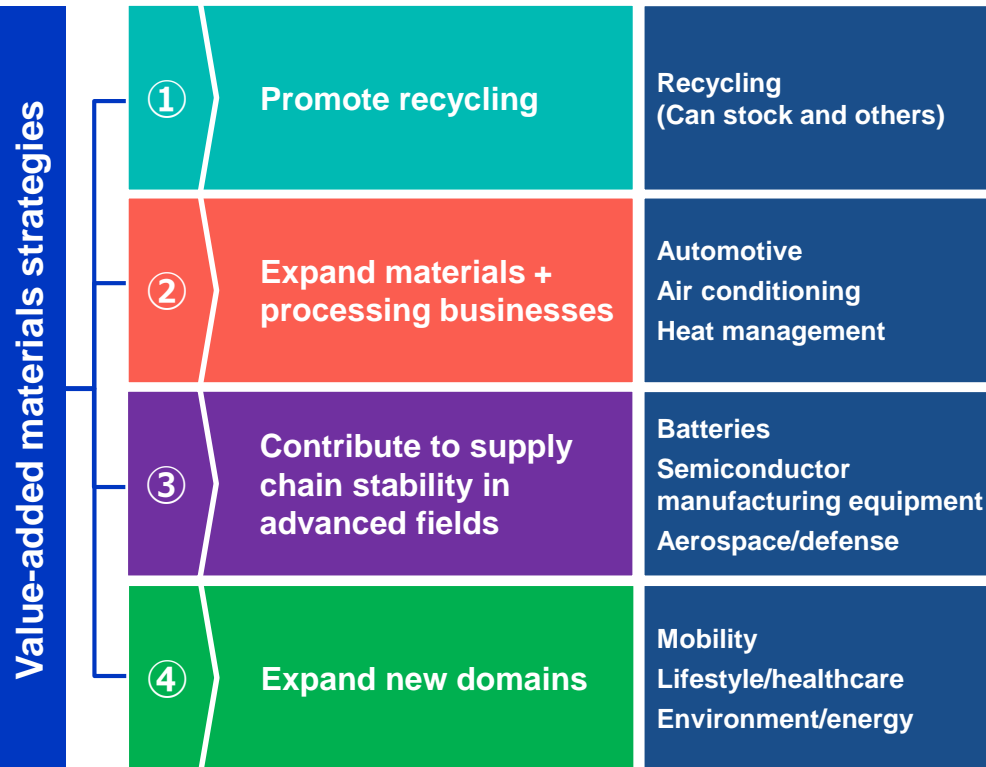 Value-added materials strategies
①
Promote recycling
Recycling
(Can stock and others)
②
Expand materials +
processing businesses
Automotive
Air conditioning
Heat management
③
Contribute to supply
chain stability in
advanced fields
Batteries
Semiconductor
manufacturing equipment
Aerospace/defense
④
Expand new domains
Mobility
Lifestyle/healthcare
Environment/energy